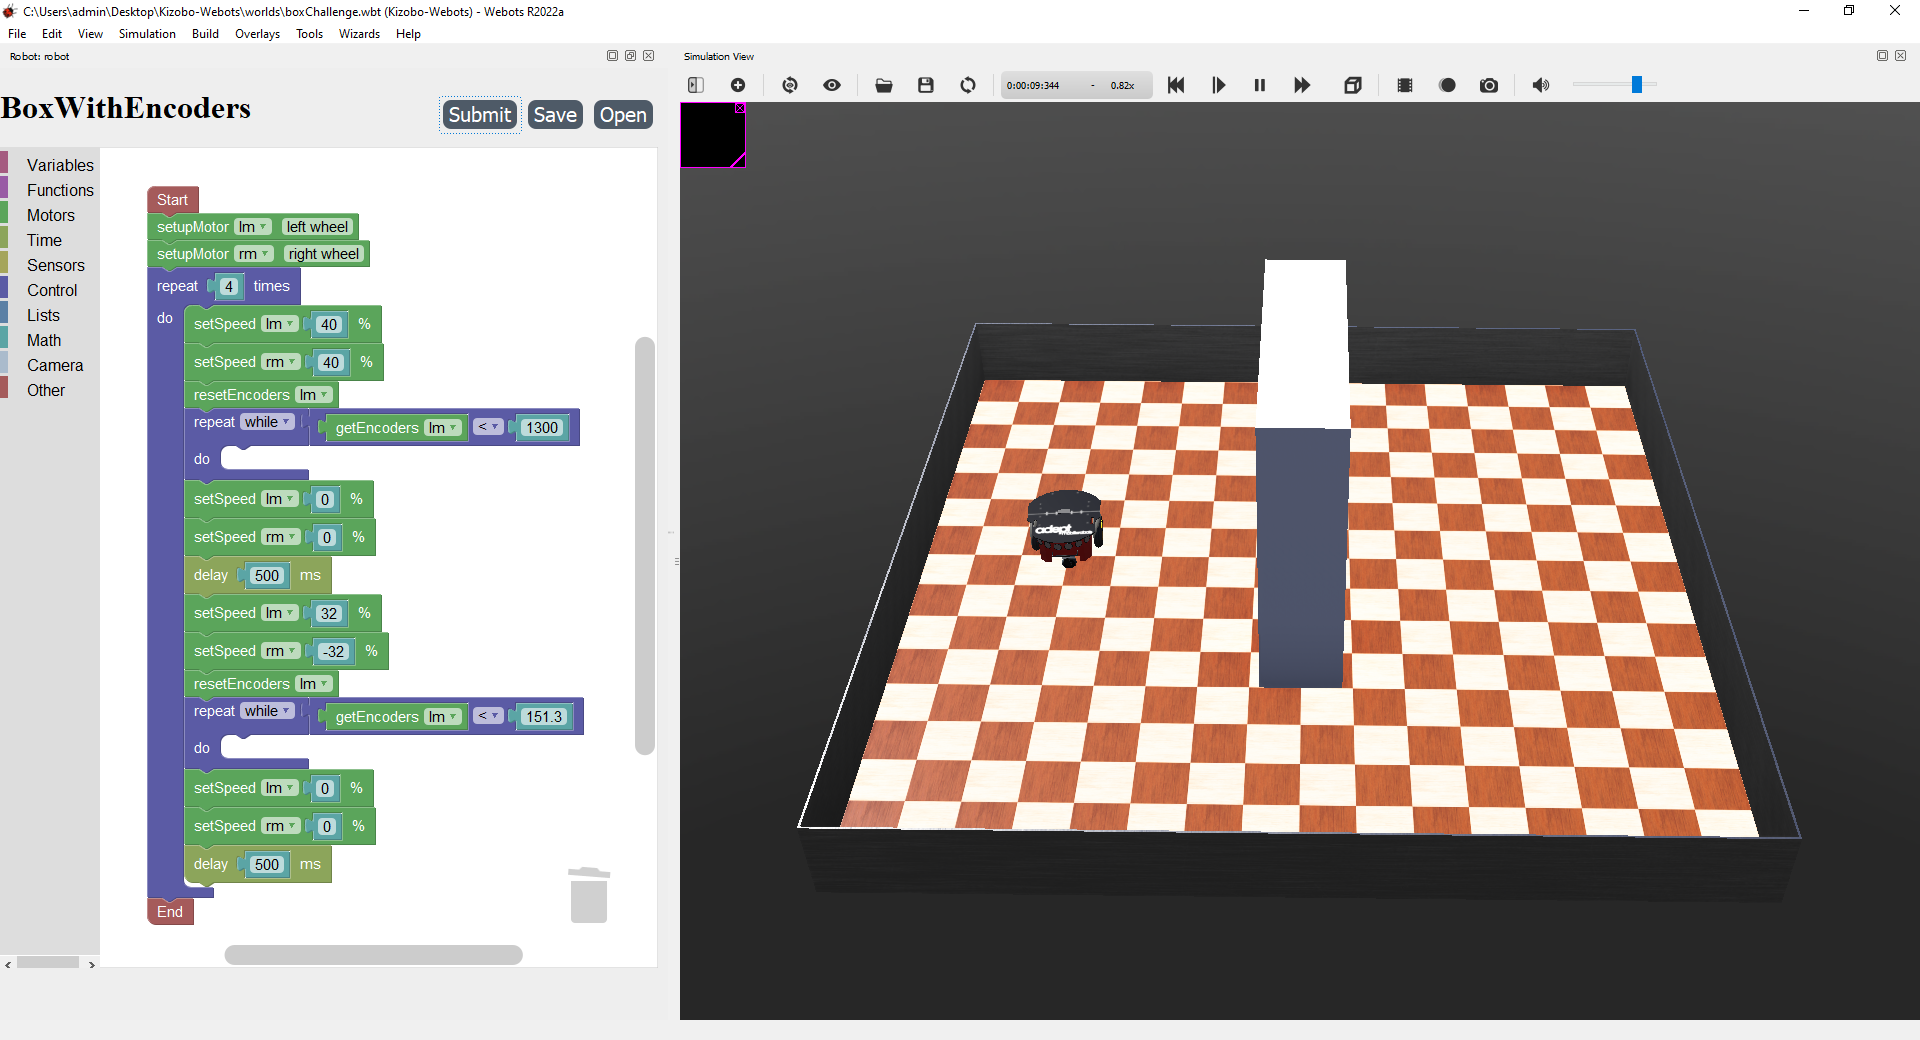 C:\Users\admin\Desktop\Kizobo-Webots\worlds\boxChallenge.wbt (Kizobo-Webots) - Webots R2022a
File Edit View Simulation Build Overlays Tools Wizards Help
Robot: robot
Simulation View
0:00:09:344 - 0.82x
BoxWithEncoders
Submit Save Open
Variables
Functions
Motors
Time
Sensors
Control
Lists
Math
Camera
Other
Start
setupMotor lm left wheel
setupMotor rm right wheel
repeat 4 times
do
setSpeed lm 40 %
setSpeed rm 40 %
resetEncoders lm
repeat while getEncoders lm < 1300
do
setSpeed lm 0 %
setSpeed rm 0 %
delay 500 ms
setSpeed lm 32 %
setSpeed rm -32 %
resetEncoders lm
repeat while getEncoders lm < 151.3
do
setSpeed lm 0 %
setSpeed rm 0 %
delay 500 ms
End
adept